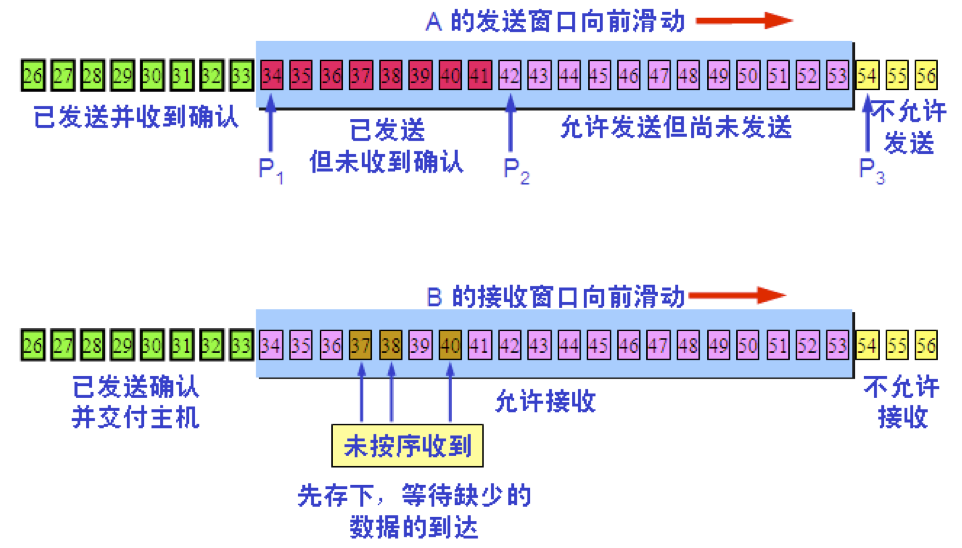 A 的发送窗口向前滑动
26 27 28 29 30 31 32 33 34 35 36 37 38 39 40 41 42 43 44 45 46 47 48 49 50 51 52 53 54 55 56
已发送并收到确认
已发送
但未收到确认
允许发送但尚未发送
不允许
发送
P1
P2
P3
B 的接收窗口向前滑动
26 27 28 29 30 31 32 33 34 35 36 37 38 39 40 41 42 43 44 45 46 47 48 49 50 51 52 53 54 55 56
已发送确认
并交付主机
允许接收
不允许
接收
未按序收到
先存下，等待缺少的
数据的到达